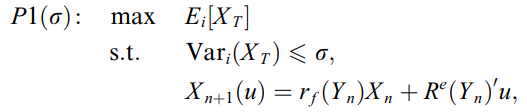 P1(σ): max E_i[X_T]
s.t. Var_i(X_T) ⩽ σ,
X_{n+1}(u) = r_f(Y_n)X_n + R^e(Y_n)'u,